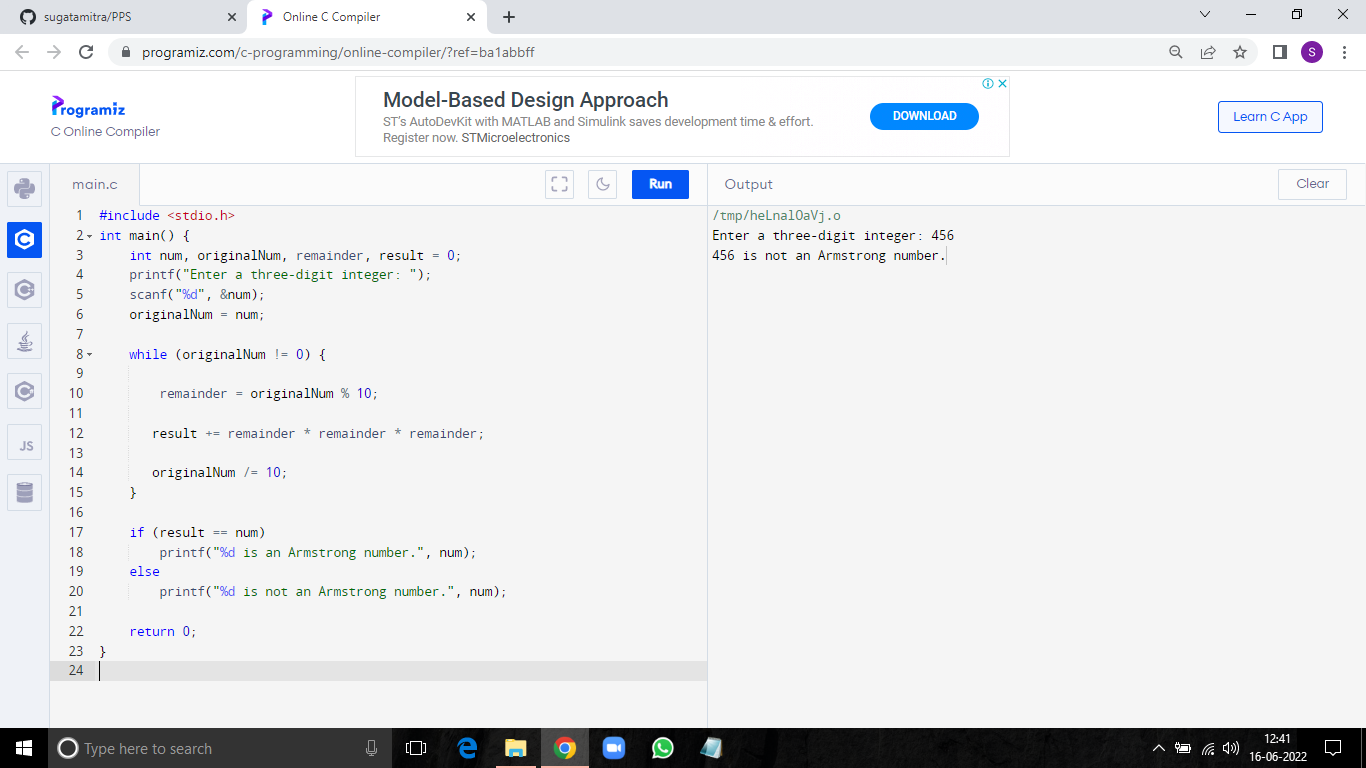 sugatamitra/PPS
Online C Compiler
programiz.com/c-programming/online-compiler/?ref=ba1abbff
S
Programiz
C Online Compiler
Model-Based Design Approach
ST's AutoDevKit with MATLAB and Simulink saves development time & effort.
Register now. STMicroelectronics
DOWNLOAD
Learn C App
main.c
Run
Output
Clear
JS
1 #include <stdio.h>
2 int main() {
3     int num, originalNum, remainder, result = 0;
4     printf("Enter a three-digit integer: ");
5     scanf("%d", &num);
6     originalNum = num;
7
8     while (originalNum != 0) {
9
10         remainder = originalNum % 10;
11
12        result += remainder * remainder * remainder;
13
14        originalNum /= 10;
15     }
16
17     if (result == num)
18         printf("%d is an Armstrong number.", num);
19     else
20         printf("%d is not an Armstrong number.", num);
21
22     return 0;
23 }
24
/tmp/heLnalOaVj.o
Enter a three-digit integer: 456
456 is not an Armstrong number.
Type here to search
12:41
16-06-2022